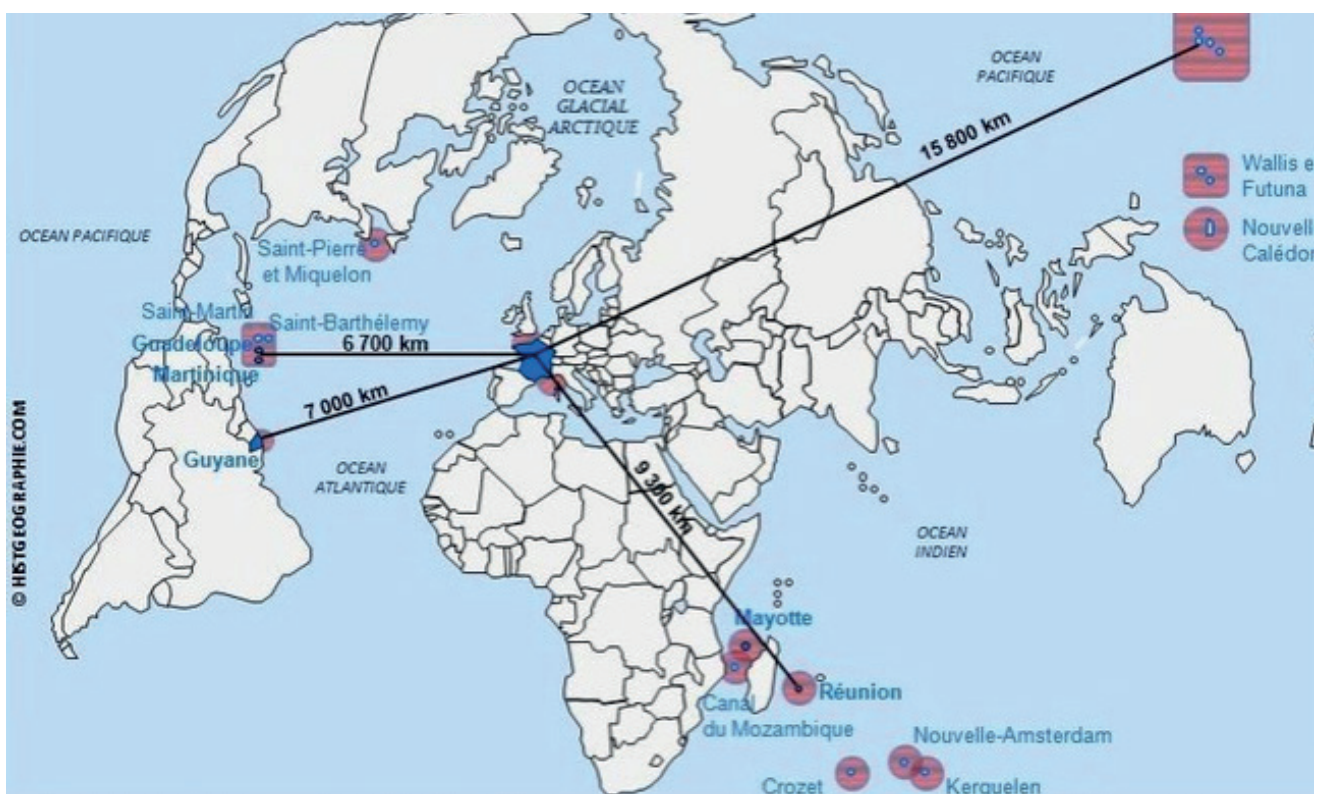 OCEAN
PACIFIQUE
OCEAN
GLACIAL
ARCTIQUE
15 800 km
Wallis e
Futuna
Nouvell
Calédor
OCEAN PACIFIQUE
Saint-Pierre
et Miquelon
Saint-Martin
Saint-Barthélemy
Guadeloupe
6 700 km
Martinique
7 000 km
Guyane
OCEAN
ATLANTIQUE
9 300 km
OCEAN
INDIEN
© HISTGEOGRAPHIE.COM
Mayotte
Réunion
Canal
du Mozambique
Nouvelle-Amsterdam
Crozet
Kerguelen